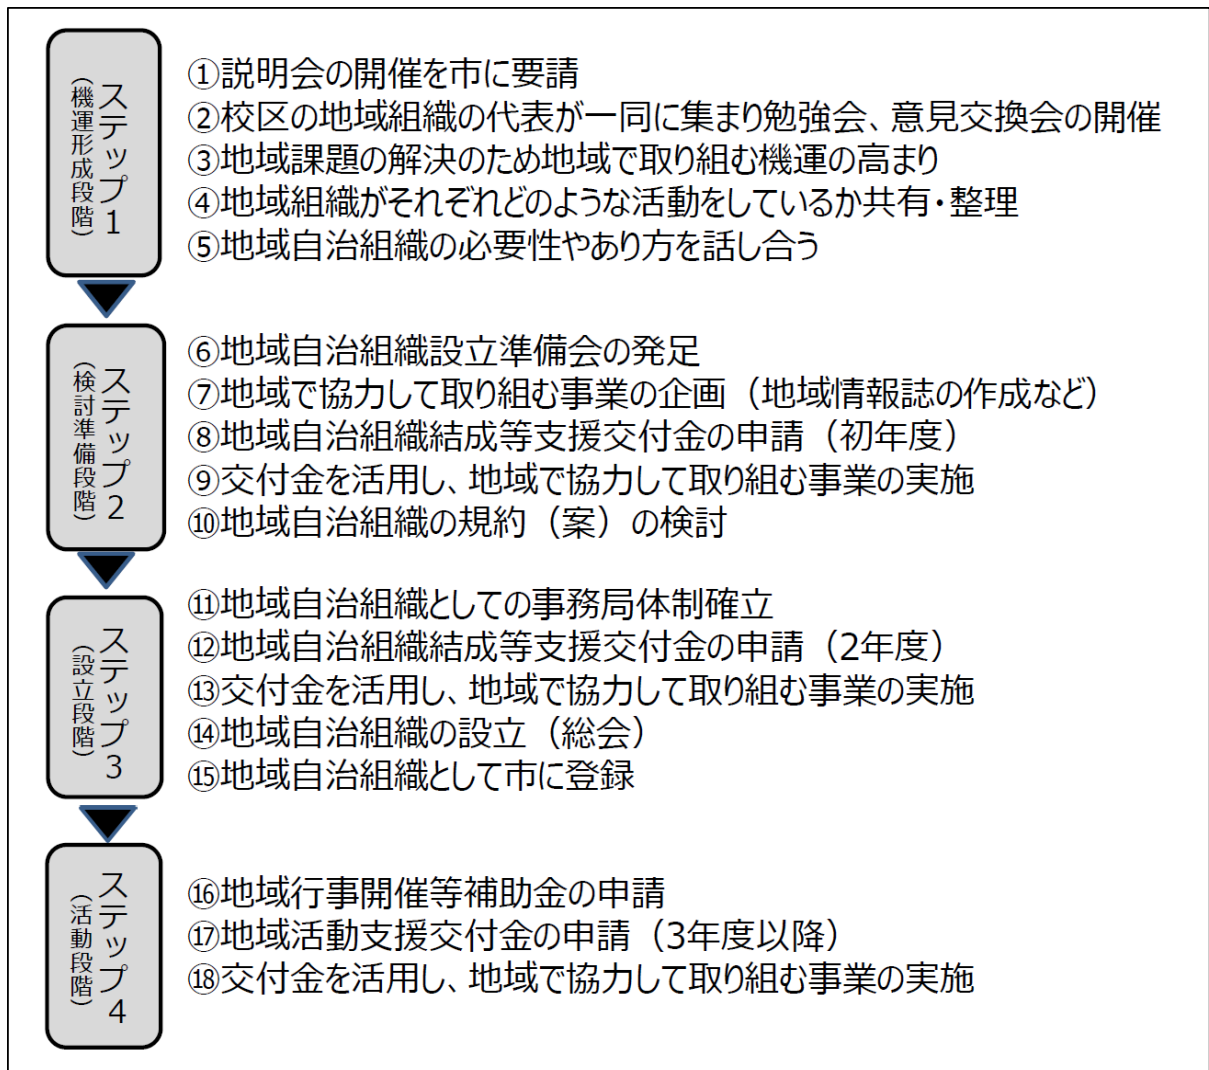 ステップ1
（機運形成段階）
①説明会の開催を市に要請
②校区の地域組織の代表が一同に集まり勉強会、意見交換会の開催
③地域課題の解決のため地域で取り組む機運の高まり
④地域組織がそれぞれどのような活動をしているか共有・整理
⑤地域自治組織の必要性やあり方を話し合う
ステップ2
（検討準備段階）
⑥地域自治組織設立準備会の発足
⑦地域で協力して取り組む事業の企画（地域情報誌の作成など）
⑧地域自治組織結成等支援交付金の申請（初年度）
⑨交付金を活用し、地域で協力して取り組む事業の実施
⑩地域自治組織の規約（案）の検討
ステップ3
（設立段階）
⑪地域自治組織としての事務局体制確立
⑫地域自治組織結成等支援交付金の申請（2年度）
⑬交付金を活用し、地域で協力して取り組む事業の実施
⑭地域自治組織の設立（総会）
⑮地域自治組織として市に登録
ステップ4
（活動段階）
⑯地域行事開催等補助金の申請
⑰地域活動支援交付金の申請（3年度以降）
⑱交付金を活用し、地域で協力して取り組む事業の実施